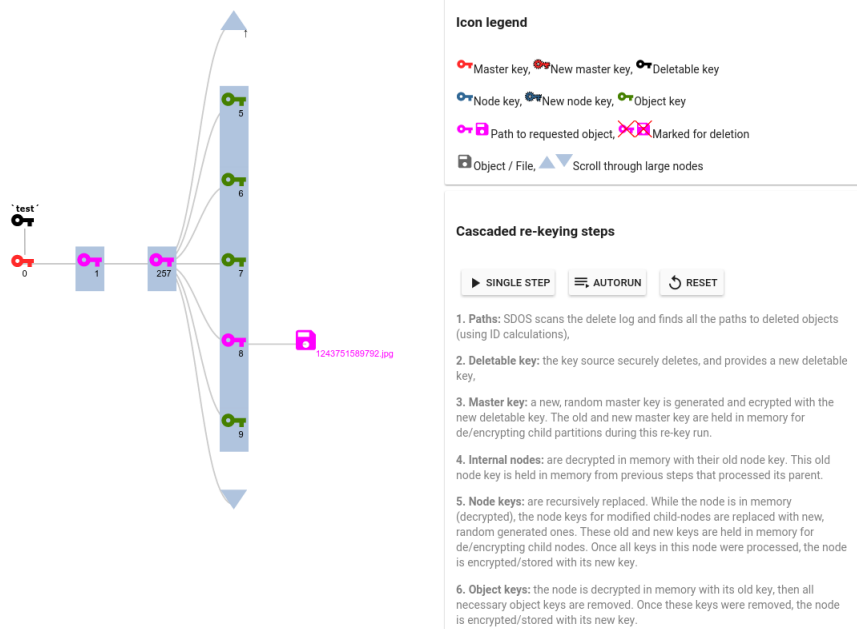 `test´
0
1
257
5
6
7
8
9
1243751589792.jpg
Icon legend
Master key, New master key, Deletable key
Node key, New node key, Object key
Path to requested object, Marked for deletion
Object / File, Scroll through large nodes
Cascaded re-keying steps
SINGLE STEP AUTORUN RESET
1. Paths: SDOS scans the delete log and finds all the paths to deleted objects
(using ID calculations),
2. Deletable key: the key source securely deletes, and provides a new deletable
key,
3. Master key: a new, random master key is generated and ecrypted with the
new deletable key. The old and new master key are held in memory for
de/encrypting child partitions during this re-key run.
4. Internal nodes: are decrypted in memory with their old node key. This old
node key is held in memory from previous steps that processed its parent.
5. Node keys: are recursively replaced. While the node is in memory
(decrypted), the node keys for modified child-nodes are replaced with new,
random generated ones. These old and new keys are held in memory for
de/encrypting child nodes. Once all keys in this node were processed, the node
is encrypted/stored with its new key.
6. Object keys: the node is decrypted in memory with its old key, then all
necessary object keys are removed. Once these keys were removed, the node
is encrypted/stored with its new key.